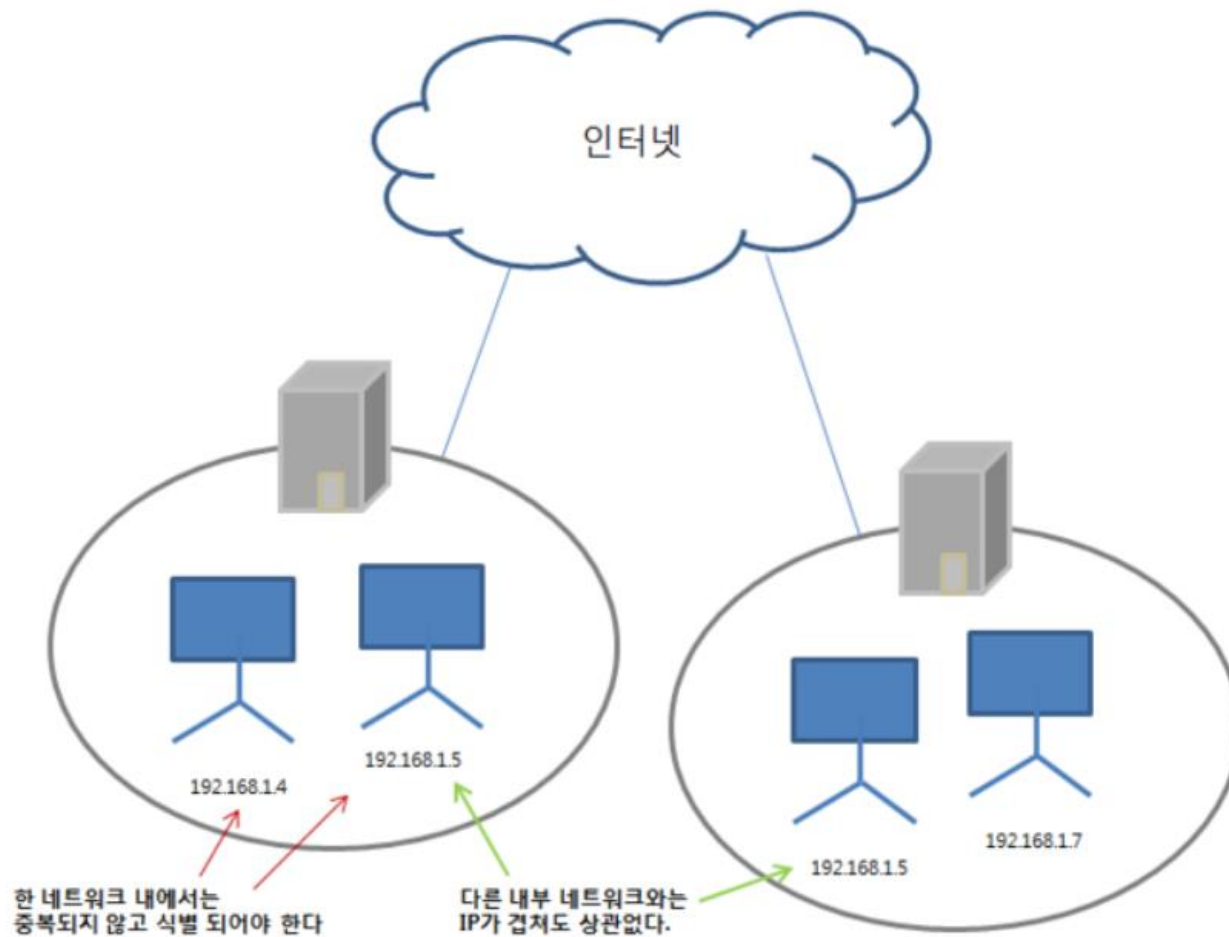 인터넷
192.168.1.4
192.168.1.5
192.168.1.5
192.168.1.7
한 네트워크 내에서는
중복되지 않고 식별 되어야 한다
다른 내부 네트워크와는
IP가 겹쳐도 상관없다.